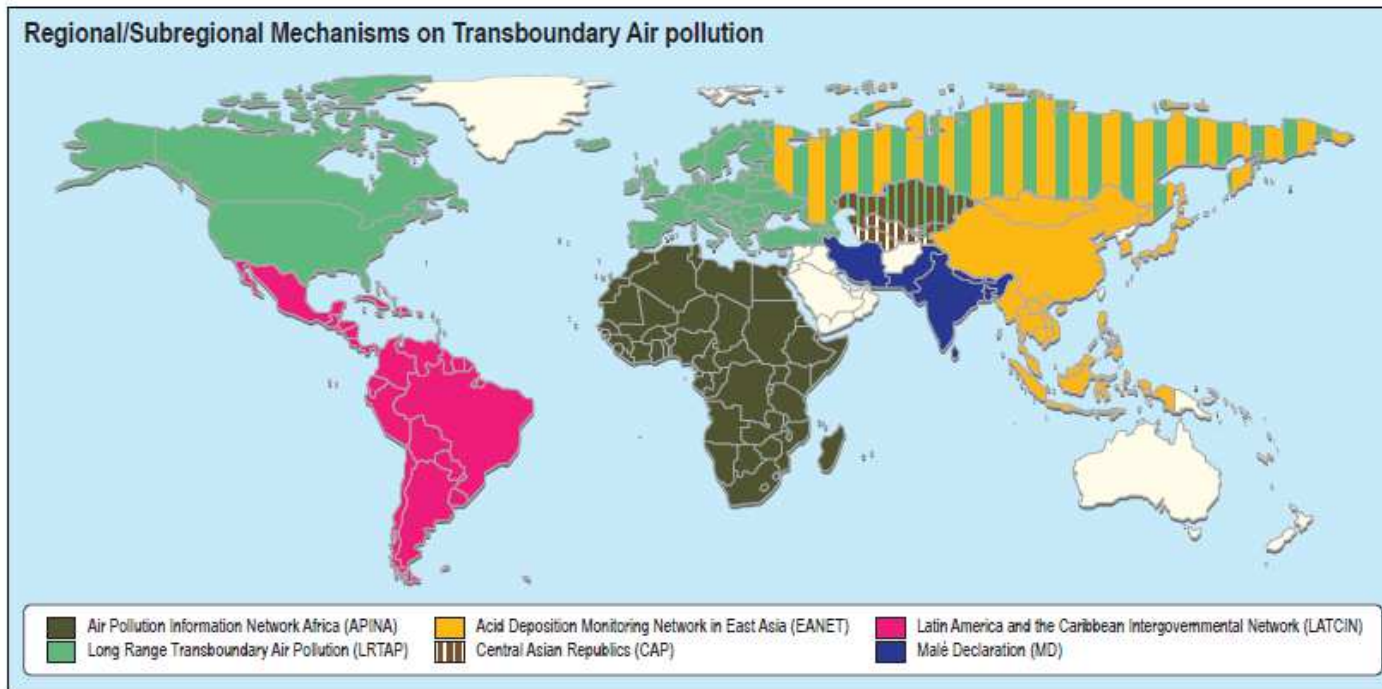 Regional/Subregional Mechanisms on Transboundary Air pollution
Air Pollution Information Network Africa (APINA)
Acid Deposition Monitoring Network in East Asia (EANET)
Latin America and the Caribbean Intergovernmental Network (LATCIN)
Long Range Transboundary Air Pollution (LRTAP)
Central Asian Republics (CAP)
Malé Declaration (MD)